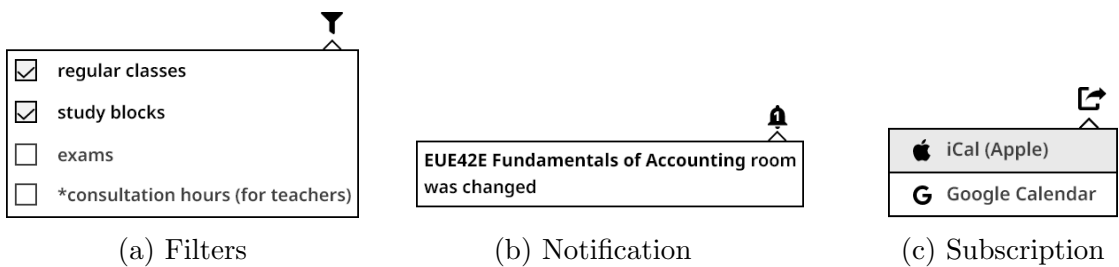 regular classes
study blocks
exams
*consultation hours (for teachers)
(a) Filters
1
EUE42E Fundamentals of Accounting room
was changed
(b) Notification
iCal (Apple)
G Google Calendar
(c) Subscription